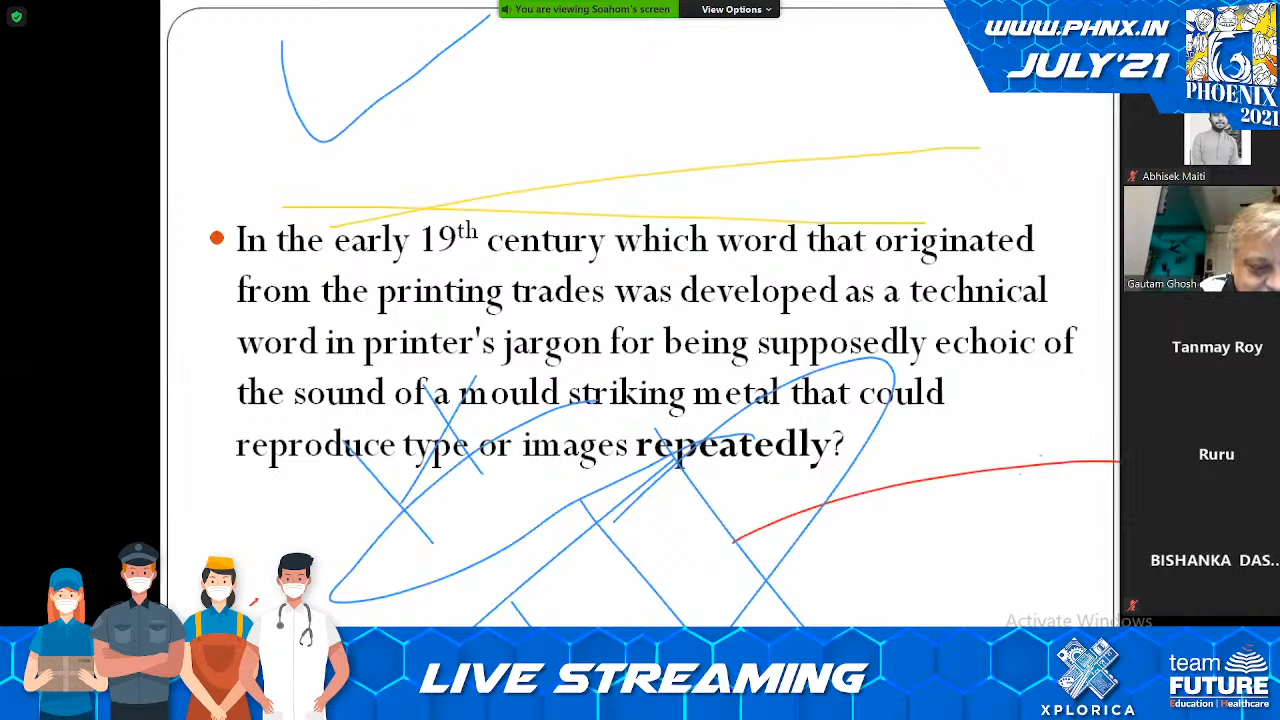 You are viewing Soahom's screen
View Options
WWW.PHNX.IN
JULY'21
PHOENIX
2021
Abhisek Maiti
Gautam Ghosh
In the early 19th century which word that originated
from the printing trades was developed as a technical
word in printer's jargon for being supposedly echoic of
the sound of a mould striking metal that could
reproduce type or images repeatedly?
Tanmay Roy
Ruru
BISHANKA DAS...
Activate Windows
LIVE STREAMING
XPLORICA
team
FUTURE
Education | Healthcare